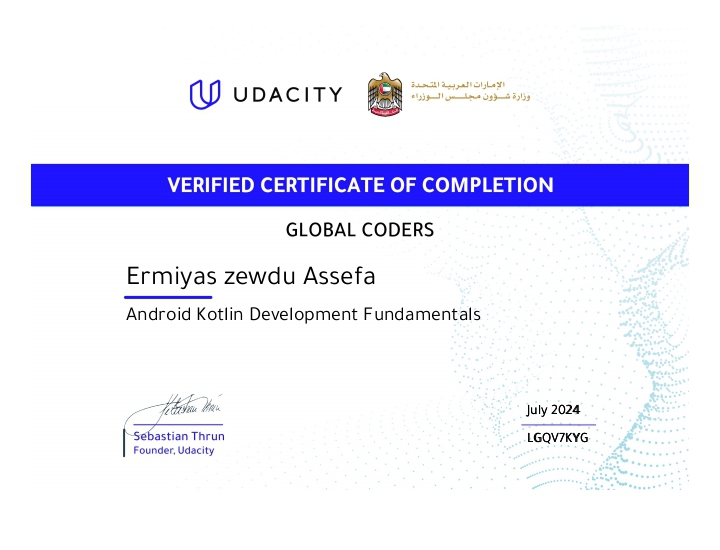 UDACITY
الإمارات العربية المتحدة
وزارة شؤون مجلس الوزراء
VERIFIED CERTIFICATE OF COMPLETION
GLOBAL CODERS
Ermiyas zewdu Assefa
Android Kotlin Development Fundamentals
Sebastian Thrun
Founder, Udacity
July 2024
LGQV7KYG